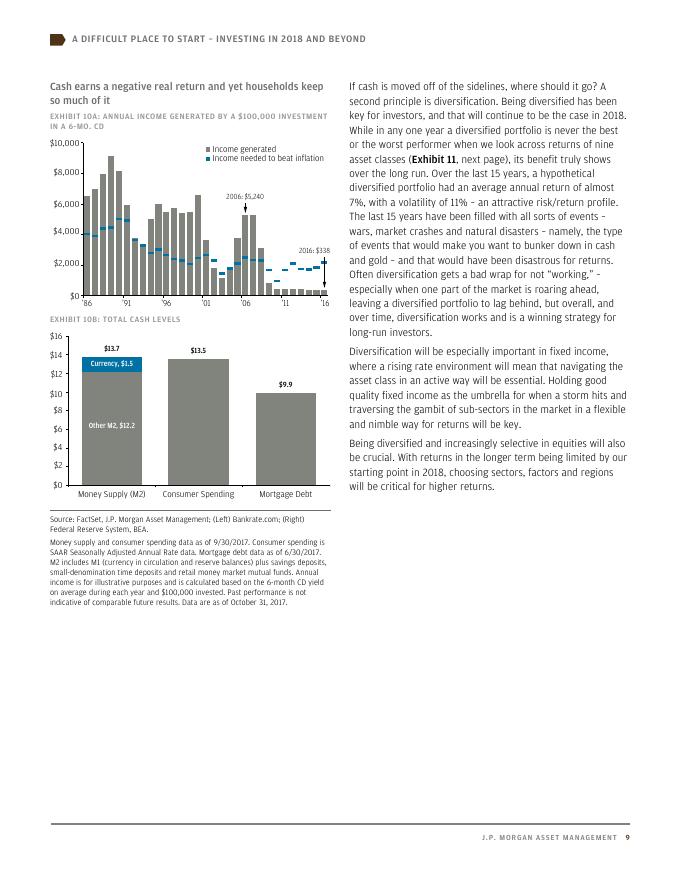 A DIFFICULT PLACE TO START – INVESTING IN 2018 AND BEYOND
Cash earns a negative real return and yet households keep
so much of it
EXHIBIT 10A: ANNUAL INCOME GENERATED BY A $100,000 INVESTMENT
IN A 6-MO. CD
$10,000
$8,000
$6,000
$4,000
$2,000
$0
Income generated
Income needed to beat inflation
2006: $5,240
2016: $338
'86 '91 '96 '01 '06 '11 '16
EXHIBIT 10B: TOTAL CASH LEVELS
$16
$14
$12
$10
$8
$6
$4
$2
$0
$13.7
Currency, $1.5
Other M2, $12.2
$13.5
$9.9
Money Supply (M2) Consumer Spending Mortgage Debt
Source: FactSet, J.P. Morgan Asset Management; (Left) Bankrate.com; (Right)
Federal Reserve System, BEA.
Money supply and consumer spending data as of 9/30/2017. Consumer spending is
SAAR Seasonally Adjusted Annual Rate data. Mortgage debt data as of 6/30/2017.
M2 includes M1 (currency in circulation and reserve balances) plus savings deposits,
small-denomination time deposits and retail money market mutual funds. Annual
income is for illustrative purposes and is calculated based on the 6-month CD yield
on average during each year and $100,000 invested. Past performance is not
indicative of comparable future results. Data are as of October 31, 2017.
If cash is moved off of the sidelines, where should it go? A
second principle is diversification. Being diversified has been
key for investors, and that will continue to be the case in 2018.
While in any one year a diversified portfolio is never the best
or the worst performer when we look across returns of nine
asset classes (Exhibit 11, next page), its benefit truly shows
over the long run. Over the last 15 years, a hypothetical
diversified portfolio had an average annual return of almost
7%, with a volatility of 11% – an attractive risk/return profile.
The last 15 years have been filled with all sorts of events –
wars, market crashes and natural disasters – namely, the type
of events that would make you want to bunker down in cash
and gold – and that would have been disastrous for returns.
Often diversification gets a bad wrap for not “working,” –
especially when one part of the market is roaring ahead,
leaving a diversified portfolio to lag behind, but overall, and
over time, diversification works and is a winning strategy for
long-run investors.
Diversification will be especially important in fixed income,
where a rising rate environment will mean that navigating the
asset class in an active way will be essential. Holding good
quality fixed income as the umbrella for when a storm hits and
traversing the gambit of sub-sectors in the market in a flexible
and nimble way for returns will be key.
Being diversified and increasingly selective in equities will also
be crucial. With returns in the longer term being limited by our
starting point in 2018, choosing sectors, factors and regions
will be critical for higher returns.
J.P. MORGAN ASSET MANAGEMENT 9